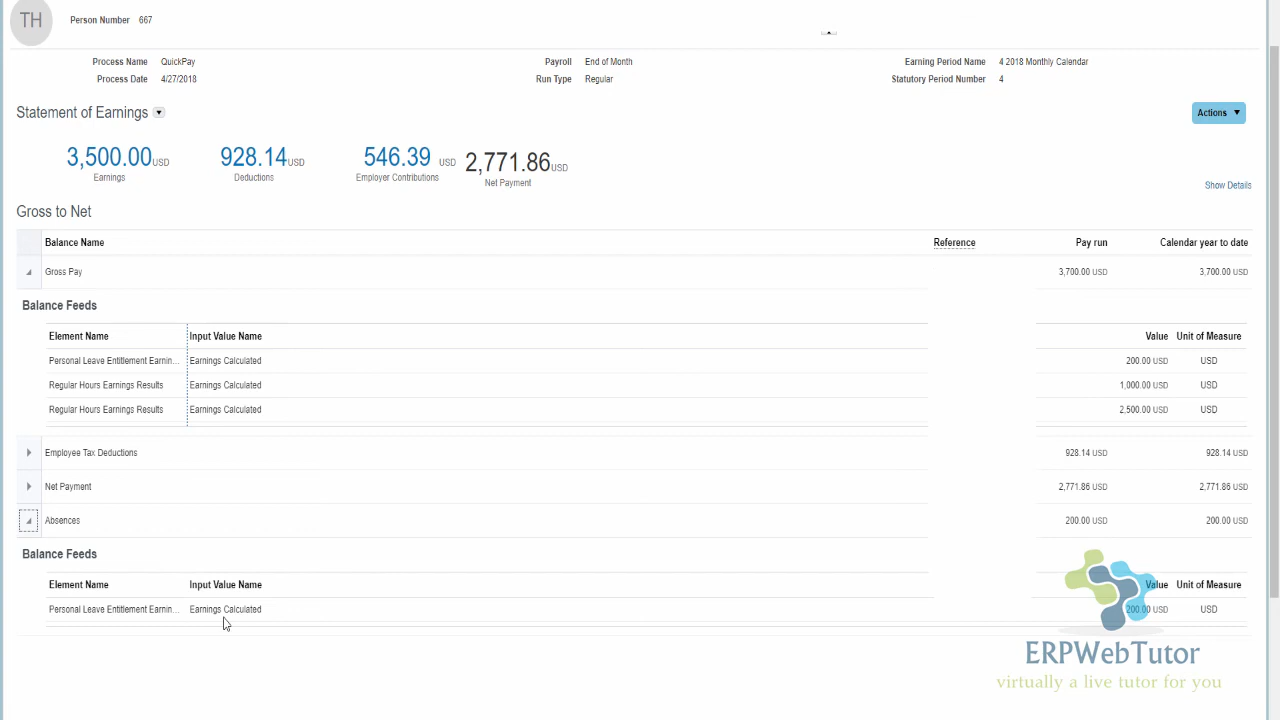 TH
Person Number 667
Process Name QuickPay Payroll End of Month Earning Period Name 4 2018 Monthly Calendar
Process Date 4/27/2018 Run Type Regular Statutory Period Number 4
Statement of Earnings
Actions
3,500.00 USD 928.14 USD 546.39 USD 2,771.86 USD
Earnings Deductions Employer Contributions Net Payment
Show Details
Gross to Net
Balance Name Reference Pay run Calendar year to date
Gross Pay 3,700.00 USD 3,700.00 USD
Balance Feeds
Element Name Input Value Name Value Unit of Measure
Personal Leave Entitlement Earnin... Earnings Calculated 200.00 USD USD
Regular Hours Earnings Results Earnings Calculated 1,000.00 USD USD
Regular Hours Earnings Results Earnings Calculated 2,500.00 USD USD
Employee Tax Deductions 928.14 USD 928.14 USD
Net Payment 2,771.86 USD 2,771.86 USD
Absences 200.00 USD 200.00 USD
Balance Feeds
Element Name Input Value Name Value Unit of Measure
Personal Leave Entitlement Earnin... Earnings Calculated 200.00 USD USD
ERPWebTutor
virtually a live tutor for you